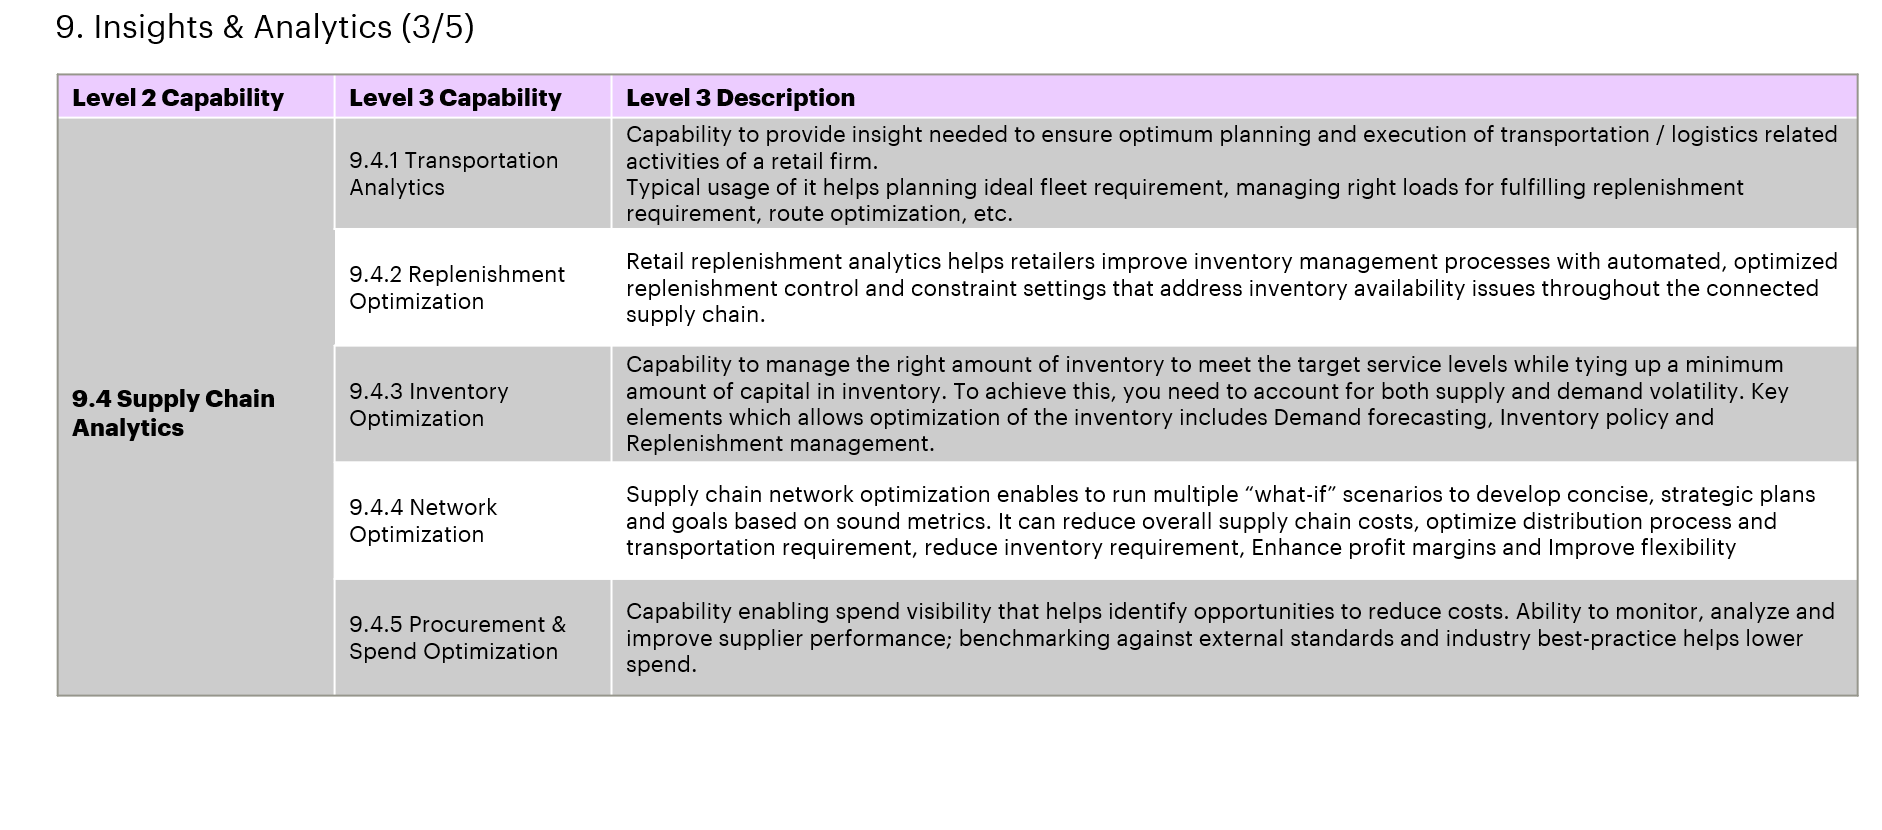 9. Insights & Analytics (3/5)
Level 2 Capability
Level 3 Capability
Level 3 Description
9.4 Supply Chain
Analytics
9.4.1 Transportation
Analytics
Capability to provide insight needed to ensure optimum planning and execution of transportation / logistics related
activities of a retail firm.
Typical usage of it helps planning ideal fleet requirement, managing right loads for fulfilling replenishment
requirement, route optimization, etc.
9.4.2 Replenishment
Optimization
Retail replenishment analytics helps retailers improve inventory management processes with automated, optimized
replenishment control and constraint settings that address inventory availability issues throughout the connected
supply chain.
9.4.3 Inventory
Optimization
Capability to manage the right amount of inventory to meet the target service levels while tying up a minimum
amount of capital in inventory. To achieve this, you need to account for both supply and demand volatility. Key
elements which allows optimization of the inventory includes Demand forecasting, Inventory policy and
Replenishment management.
9.4.4 Network
Optimization
Supply chain network optimization enables to run multiple “what-if” scenarios to develop concise, strategic plans
and goals based on sound metrics. It can reduce overall supply chain costs, optimize distribution process and
transportation requirement, reduce inventory requirement, Enhance profit margins and Improve flexibility
9.4.5 Procurement &
Spend Optimization
Capability enabling spend visibility that helps identify opportunities to reduce costs. Ability to monitor, analyze and
improve supplier performance; benchmarking against external standards and industry best-practice helps lower
spend.